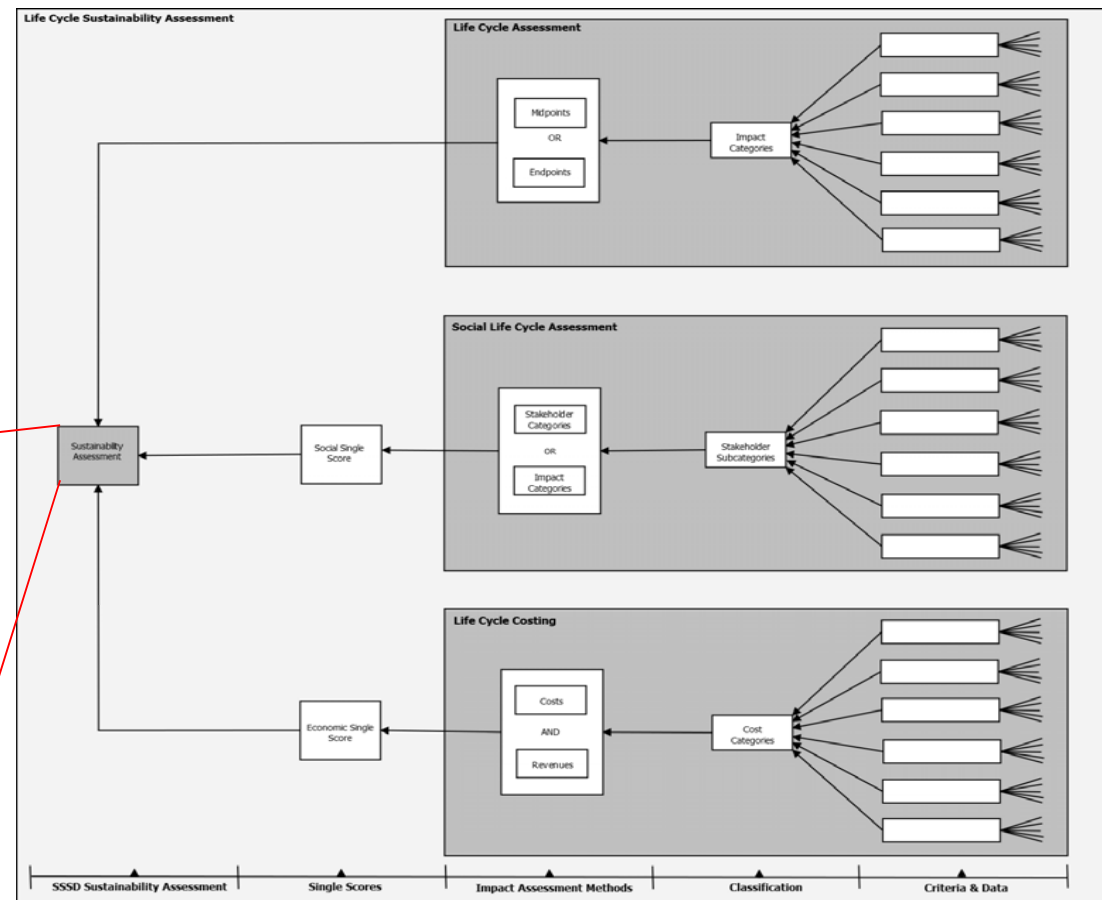 Life Cycle Sustainability Assessment
Life Cycle Assessment
Midpoints
OR
Endpoints
Impact
Categories
Social Life Cycle Assessment
Sustainability
Assessment
Social Single
Score
Stakeholder
Categories
OR
Impact
Categories
Stakeholder
Subcategories
Life Cycle Costing
Economic Single
Score
Costs
AND
Revenues
Cost
Categories
SSSD Sustainability Assessment
Single Scores
Impact Assessment Methods
Classification
Criteria & Data